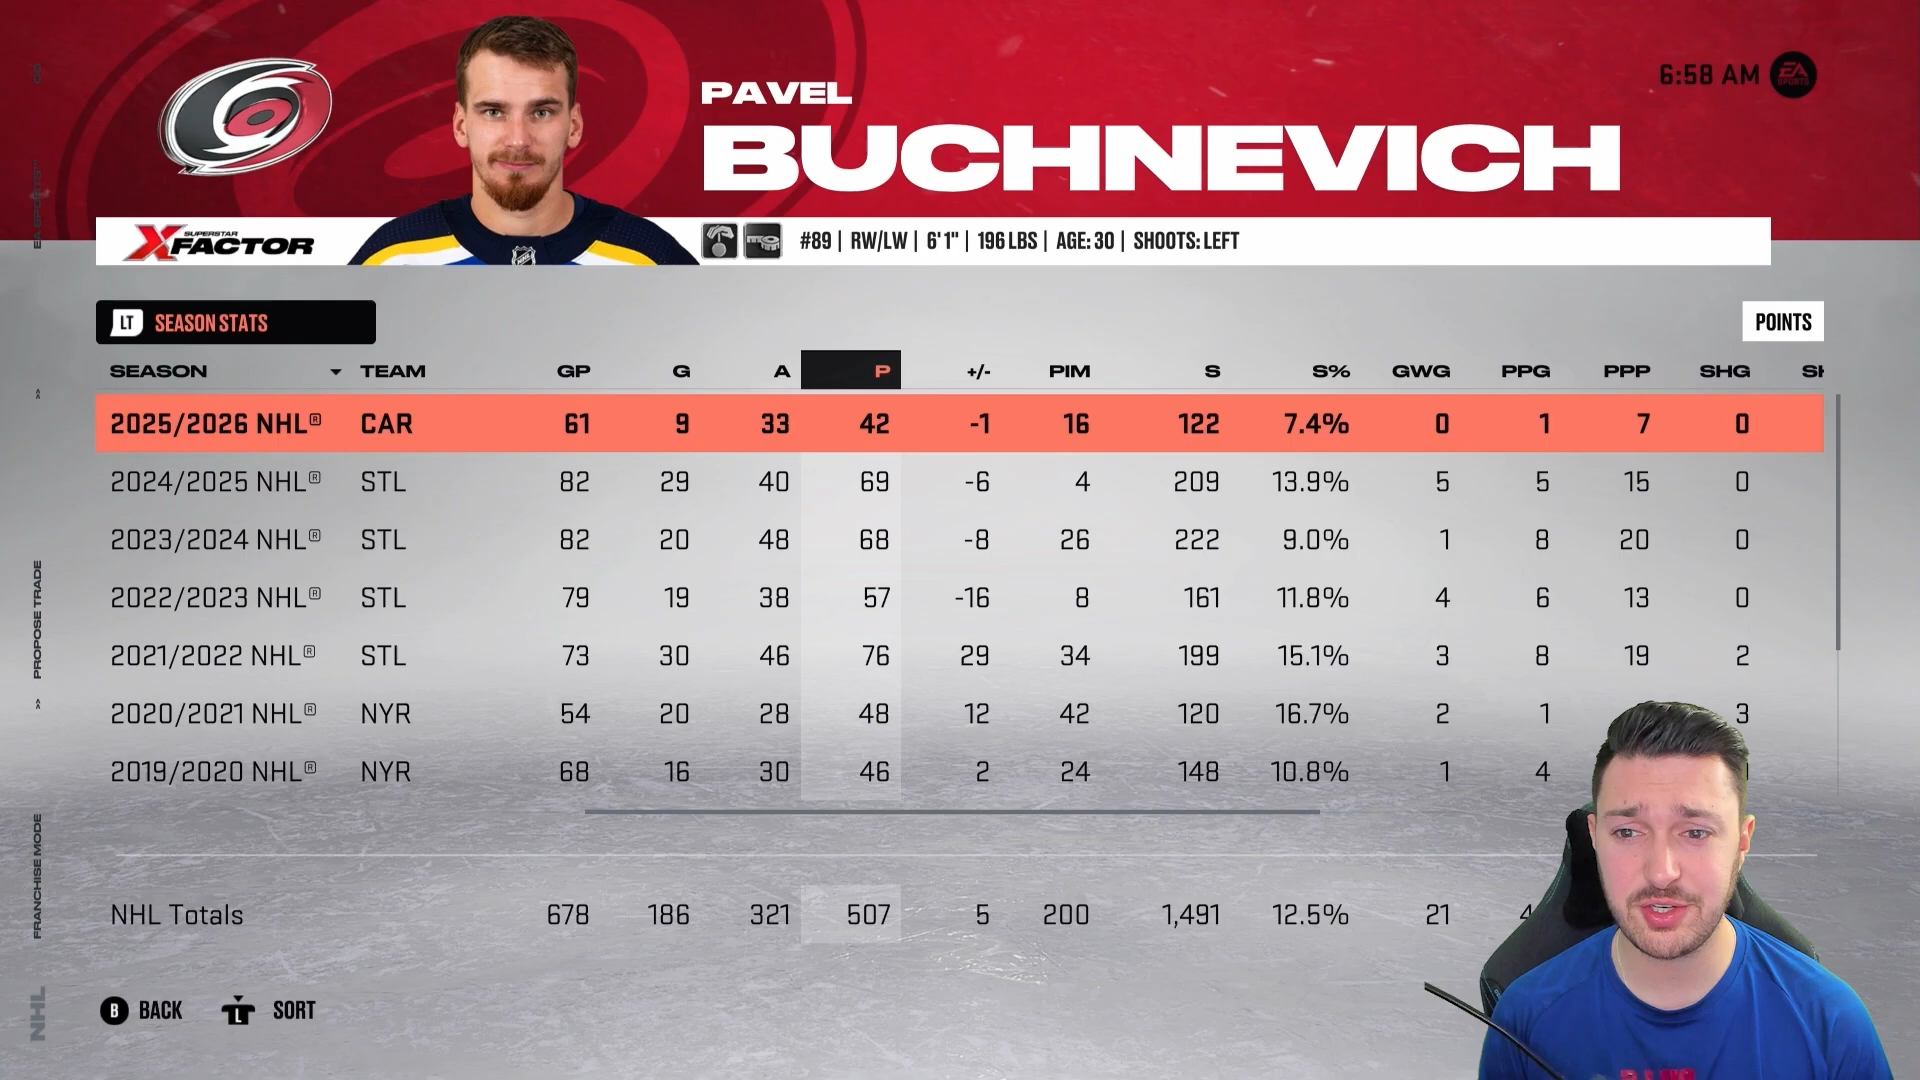 PAVEL
BUCHNEVICH
6:58 AM
EA SPORTS
SUPERSTAR
XFACTOR
#89 | RW/LW | 6'1" | 196 LBS | AGE: 30 | SHOOTS: LEFT
LT SEASON STATS
POINTS
SEASON TEAM GP G A P +/- PIM S S% GWG PPG PPP SHG
2025/2026 NHL® CAR 61 9 33 42 -1 16 122 7.4% 0 1 7 0
2024/2025 NHL® STL 82 29 40 69 -6 4 209 13.9% 5 5 15 0
2023/2024 NHL® STL 82 20 48 68 -8 26 222 9.0% 1 8 20 0
2022/2023 NHL® STL 79 19 38 57 -16 8 161 11.8% 4 6 13 0
2021/2022 NHL® STL 73 30 46 76 29 34 199 15.1% 3 8 19 2
2020/2021 NHL® NYR 54 20 28 48 12 42 120 16.7% 2 1 3
2019/2020 NHL® NYR 68 16 30 46 2 24 148 10.8% 1 4
NHL Totals 678 186 321 507 5 200 1,491 12.5% 21
B BACK L SORT
NHL
FRANCHISE MODE
>> PROPOSE TRADE
>>